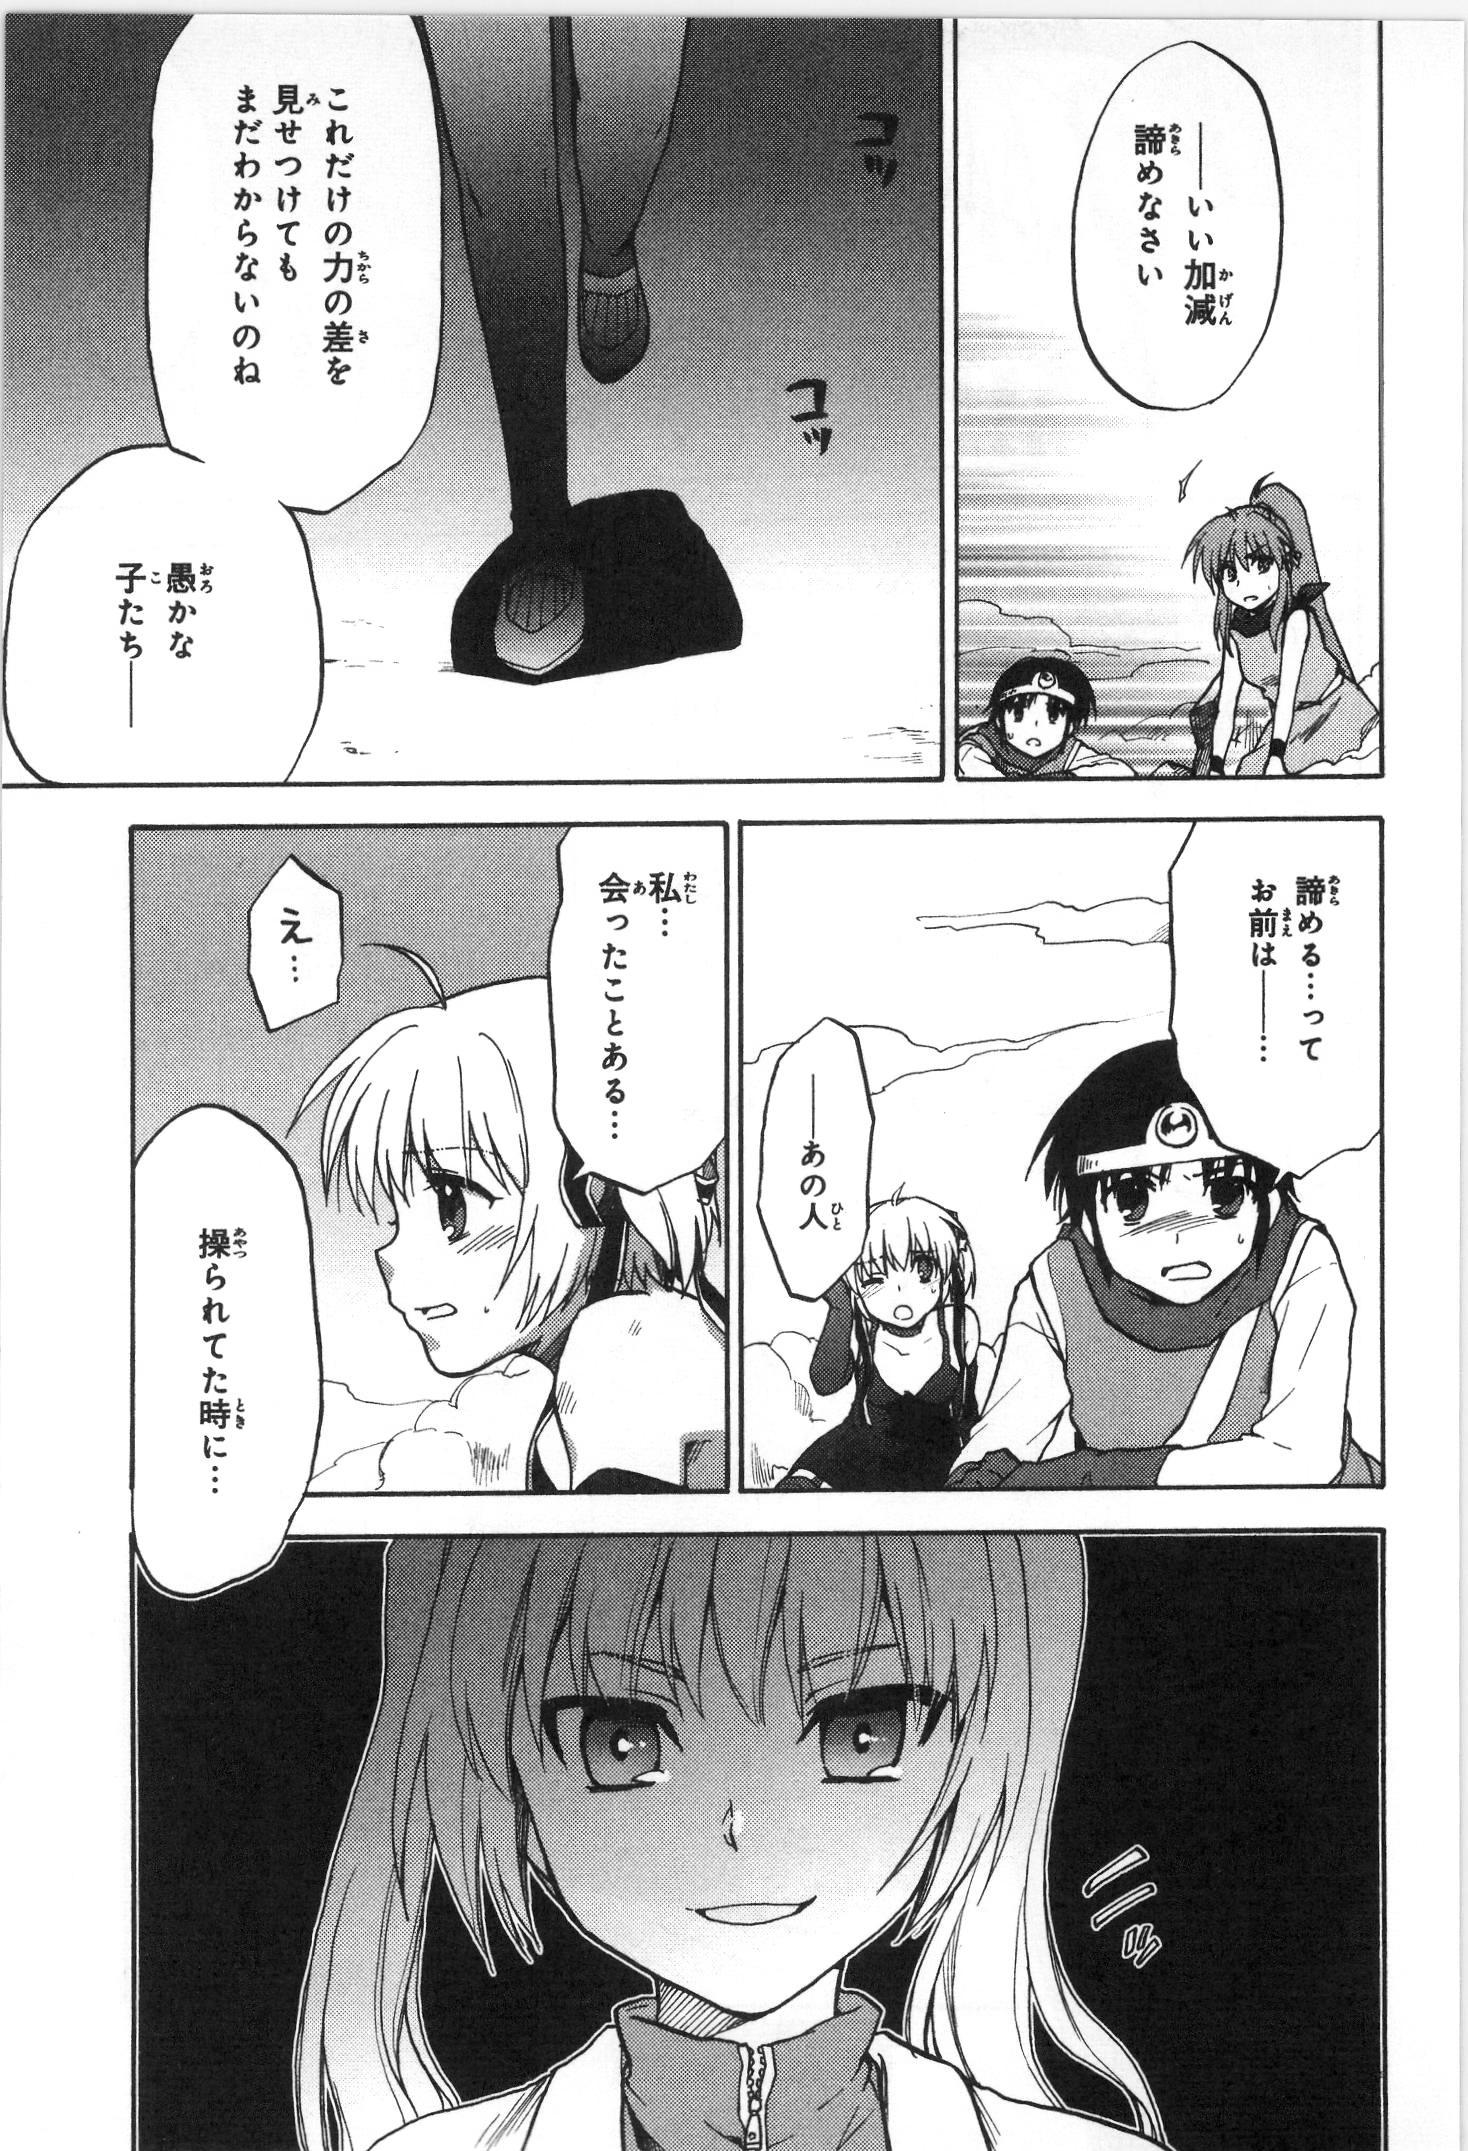 ――いい加減
諦めなさい
コッ
コッ
これだけの力の差を
見せつけても
まだわからないのね
愚かな
子たち――
諦める…って
お前は――…
――あの人
私…
会ったことある…
え…
操られてた時に…
ニッ